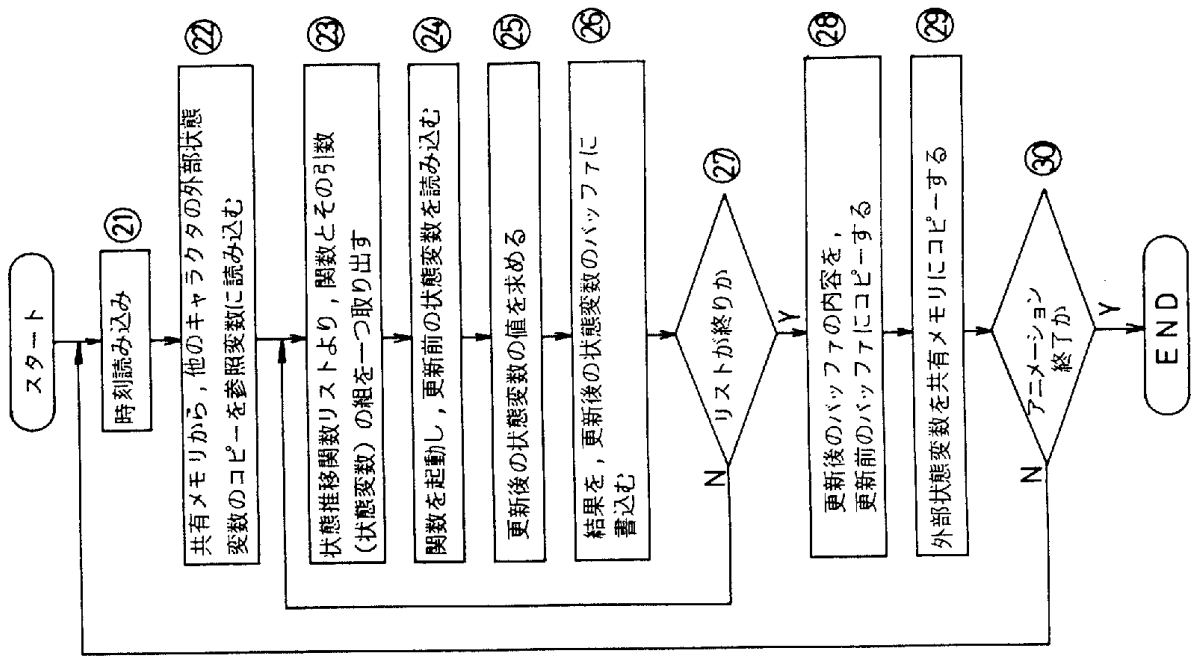 スタート
時刻読み込み
㉑
共有メモリから，他のキャラクタの外部状態
変数のコピーを参照変数に読み込む
㉒
状態推移関数リストより，関数とその引数
(状態変数) の組を一つ取り出す
㉓
関数を起動し，更新前の状態変数を読み込む
㉔
更新後の状態変数の値を求める
㉕
結果を，更新後の状態変数のバッファに
書込む
㉖
リストが終りか
㉗
N
Y
更新後のバッファの内容を，
更新前のバッファにコピーする
㉘
外部状態変数を共有メモリにコピーする
㉙
アニメーション
終了か
㉚
N
Y
END